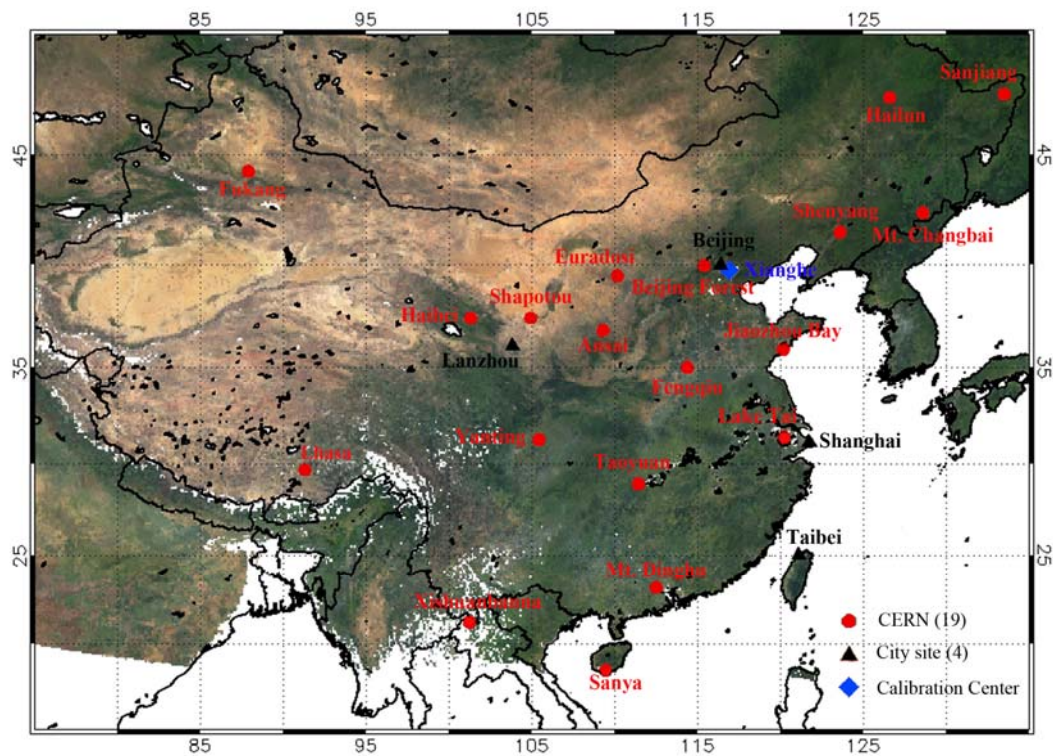 85 95 105 115 125
Sanjiang
Hailun
45 45
Fukang
Shenyang
Mt. Changbai
Beijing
Euradosi
Xianghe
Beijing Forest
Shapotou
Haibei
Jianzhou Bay
Ansai
Lanzhou
35 35
Fengqiu
Lake Tai
Yanting
Shanghai
Lhasa
Taoyuan
Taibei
25 25
Mt. Dinghu
Xishuanbanna
CERN (19)
City site (4)
Sanya
Calibration Center
85 95 105 115 125